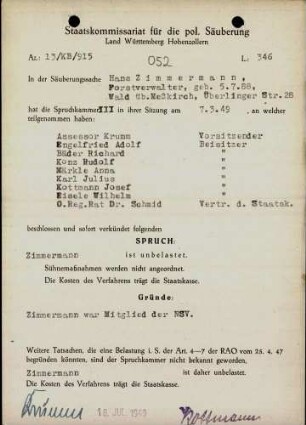 Staatskommissariat für die pol. Säuberung
Land Württemberg Hohenzollern
Az.: 13/KB/915
052
L: 346
In der Säuberungssache Hans Zimmermann,
Forstverwalter, geb. 5.7.88,
Wald üb.Meßkirch, Überlinger Str.28
hat die Spruchkammer III in ihrer Sitzung am 7.3.49 , an welcher
teilgenommen haben:
Assessor Krumm Vorsitzender
Engelfried Adolf Beisitzer
Bäder Richard "
Konz Rudolf "
Märkle Anna "
Karl Julius "
Kottmann Josef "
Eisele Wilhelm "
O.Reg.Rat Dr. Schmid Vertr. d. Staatsk.
beschlossen und sofort verkündet folgenden
SPRUCH:
Zimmermann ist unbelastet.
Sühnemaßnahmen werden nicht angeordnet.
Die Kosten des Verfahrens trägt die Staatskasse.
Gründe:
Zimmermann war Mitglied der NSV.
Weitere Tatsachen, die eine Belastung i. S. der Art. 4—7 der RAO vom 25. 4. 47
begründen könnten, sind der Spruchkammer nicht bekannt geworden.
Zimmermann ist daher unbelastet.
Die Kosten des Verfahrens trägt die Staatskasse.
Krumm 16. JUL. 1949 Kottmann